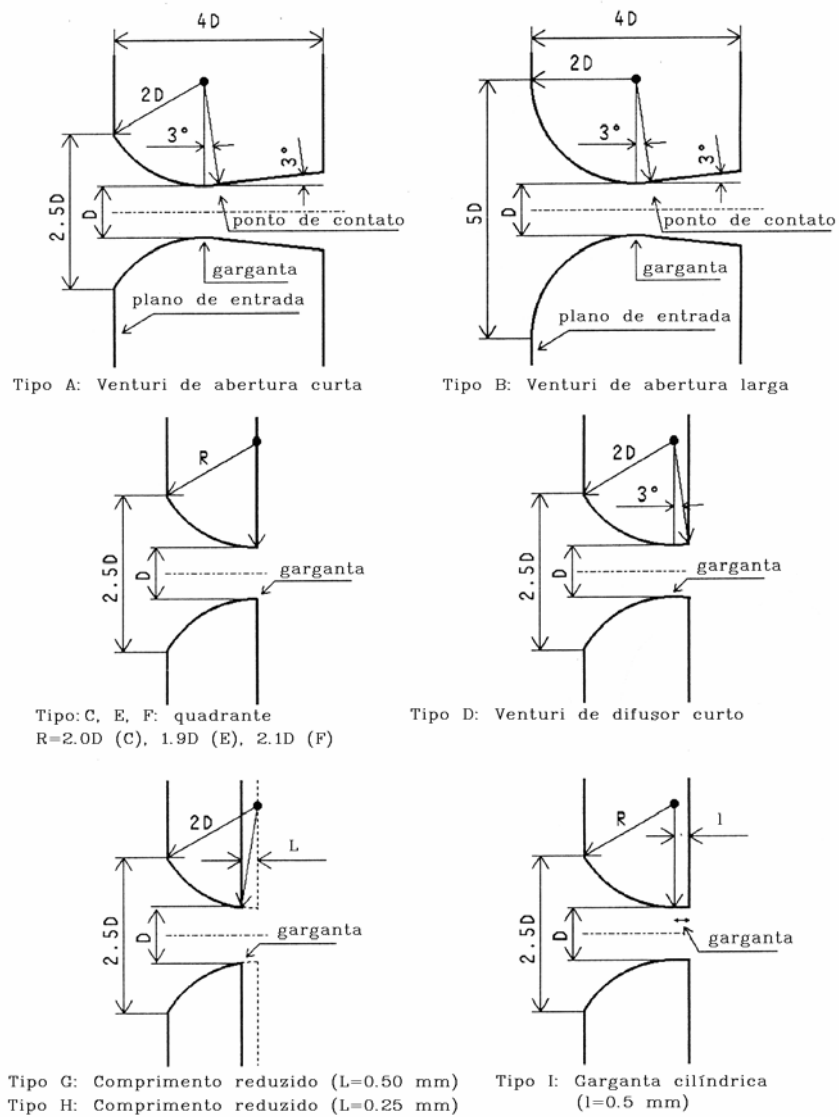 4D
2D
3°
3°
2.5D
D
ponto de contato
garganta
plano de entrada
Tipo A: Venturi de abertura curta
4D
2D
3°
3°
5D
D
ponto de contato
garganta
plano de entrada
Tipo B: Venturi de abertura larga
R
2.5D
D
garganta
Tipo: C, E, F: quadrante
R=2.0D (C), 1.9D (E), 2.1D (F)
2D
3°
2.5D
D
garganta
Tipo D: Venturi de difusor curto
2D
L
2.5D
D
garganta
Tipo G: Comprimento reduzido (L=0.50 mm)
Tipo H: Comprimento reduzido (L=0.25 mm)
R
l
2.5D
D
garganta
Tipo I: Garganta cilíndrica
(l=0.5 mm)